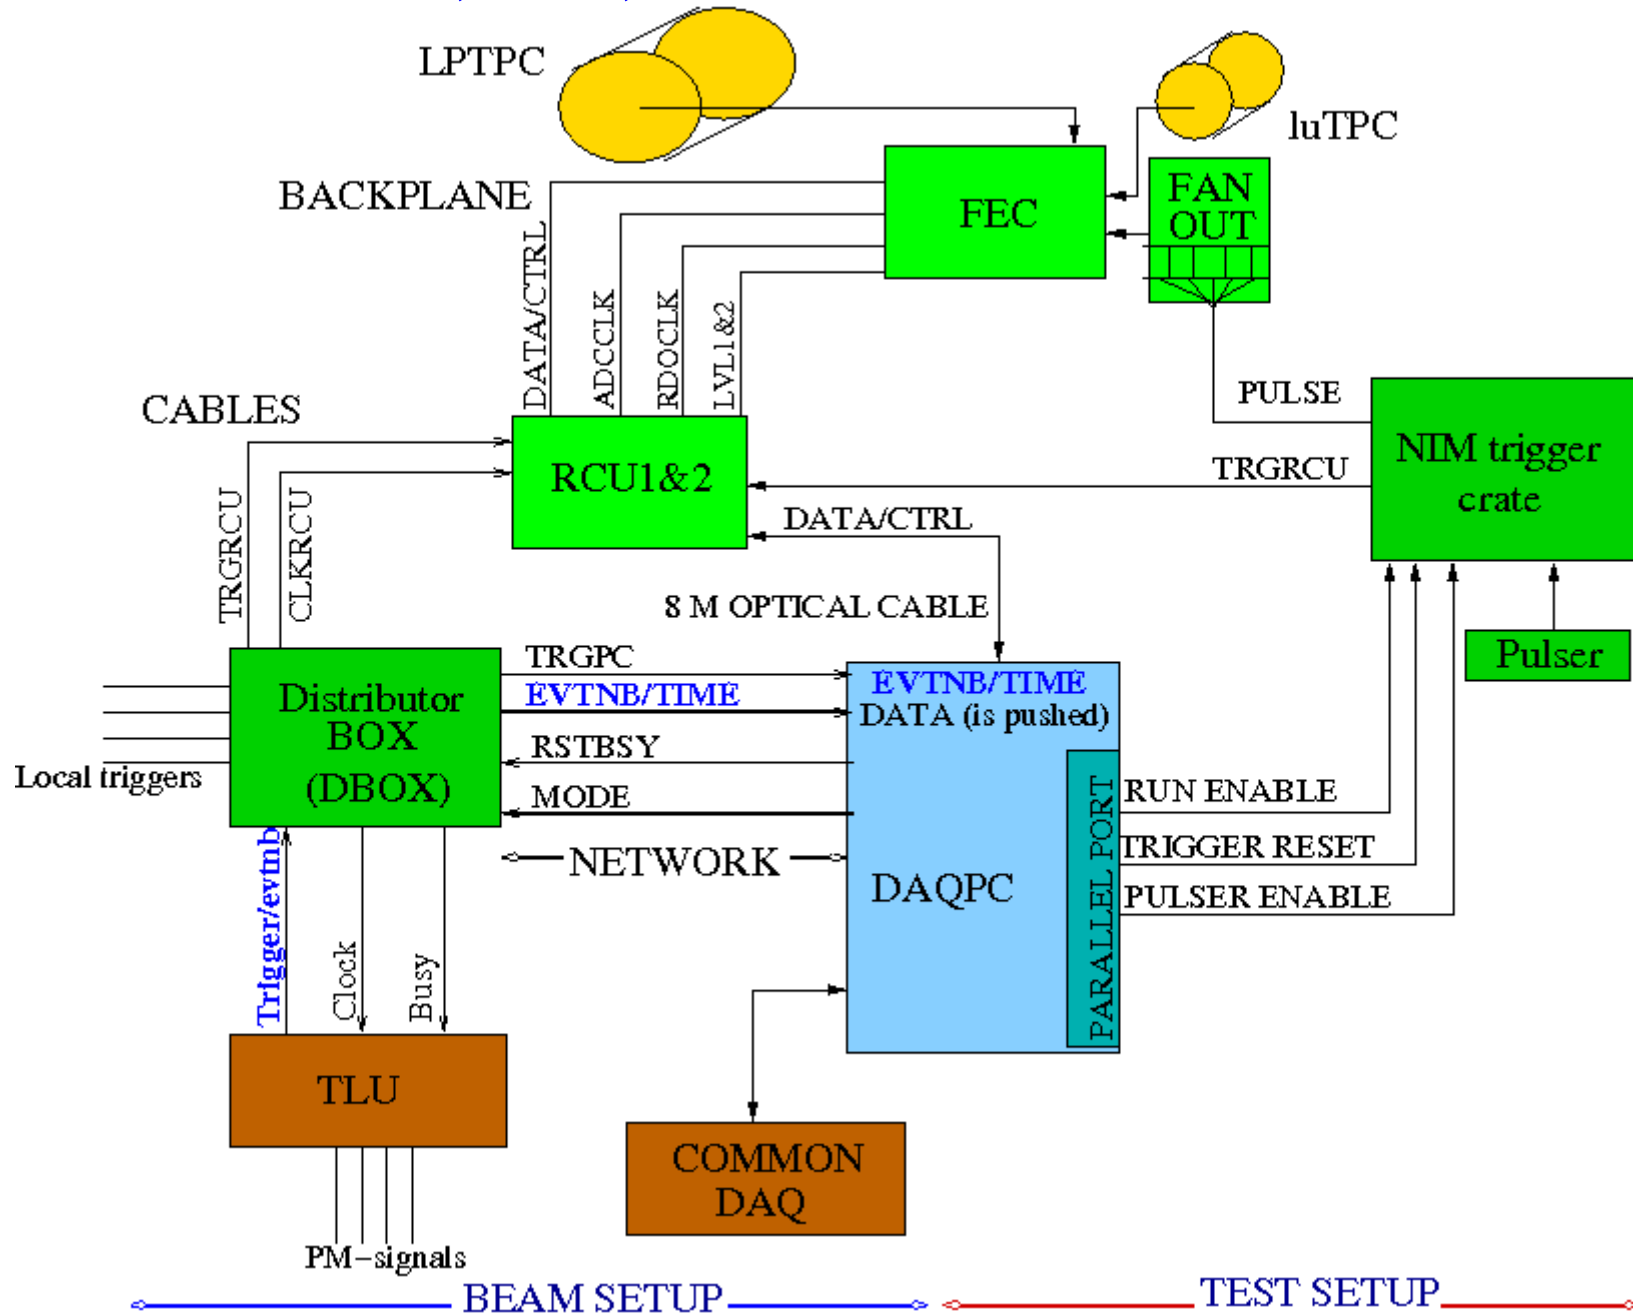 LPTPC
luTPC
BACKPLANE
FEC
FAN
OUT
DATA/CTRL
ADCCLK
RDOCLK
LVL1&2
CABLES
PULSE
NIM trigger
crate
RCU1&2
TRGRCU
TRGRCU
CLKRCU
DATA/CTRL
8 M OPTICAL CABLE
Pulser
Distributor
BOX
(DBOX)
TRGPC
EVTNB/TIME
RSTBSY
MODE
NETWORK
EVTNB/TIME
DATA (is pushed)
DAQPC
PARALLEL PORT
RUN ENABLE
TRIGGER RESET
PULSER ENABLE
Local triggers
Trigger/evtnb
Clock
Busy
TLU
COMMON
DAQ
PM-signals
BEAM SETUP
TEST SETUP